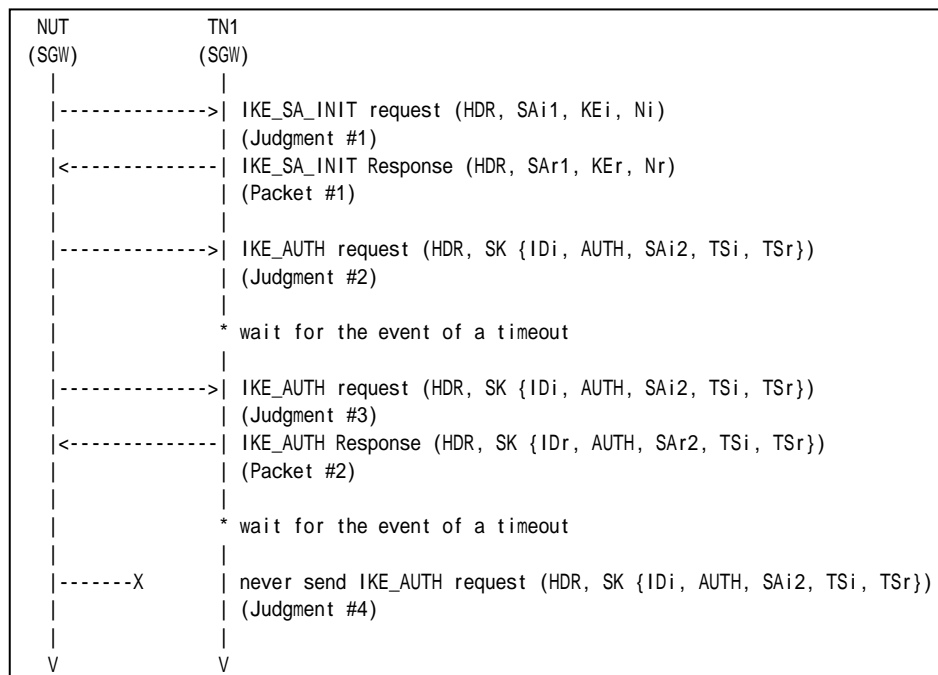 NUT TN1
(SGW) (SGW)
| |
|-------------->| IKE_SA_INIT request (HDR, SAi1, KEi, Ni)
| | (Judgment #1)
|<--------------| IKE_SA_INIT Response (HDR, SAr1, KEr, Nr)
| | (Packet #1)
| |
|-------------->| IKE_AUTH request (HDR, SK {IDi, AUTH, SAi2, TSi, TSr})
| | (Judgment #2)
| |
| * wait for the event of a timeout
| |
|-------------->| IKE_AUTH request (HDR, SK {IDi, AUTH, SAi2, TSi, TSr})
| | (Judgment #3)
|<--------------| IKE_AUTH Response (HDR, SK {IDr, AUTH, SAr2, TSi, TSr})
| | (Packet #2)
| |
| * wait for the event of a timeout
| |
|-------X | never send IKE_AUTH request (HDR, SK {IDi, AUTH, SAi2, TSi, TSr})
| | (Judgment #4)
| |
V V